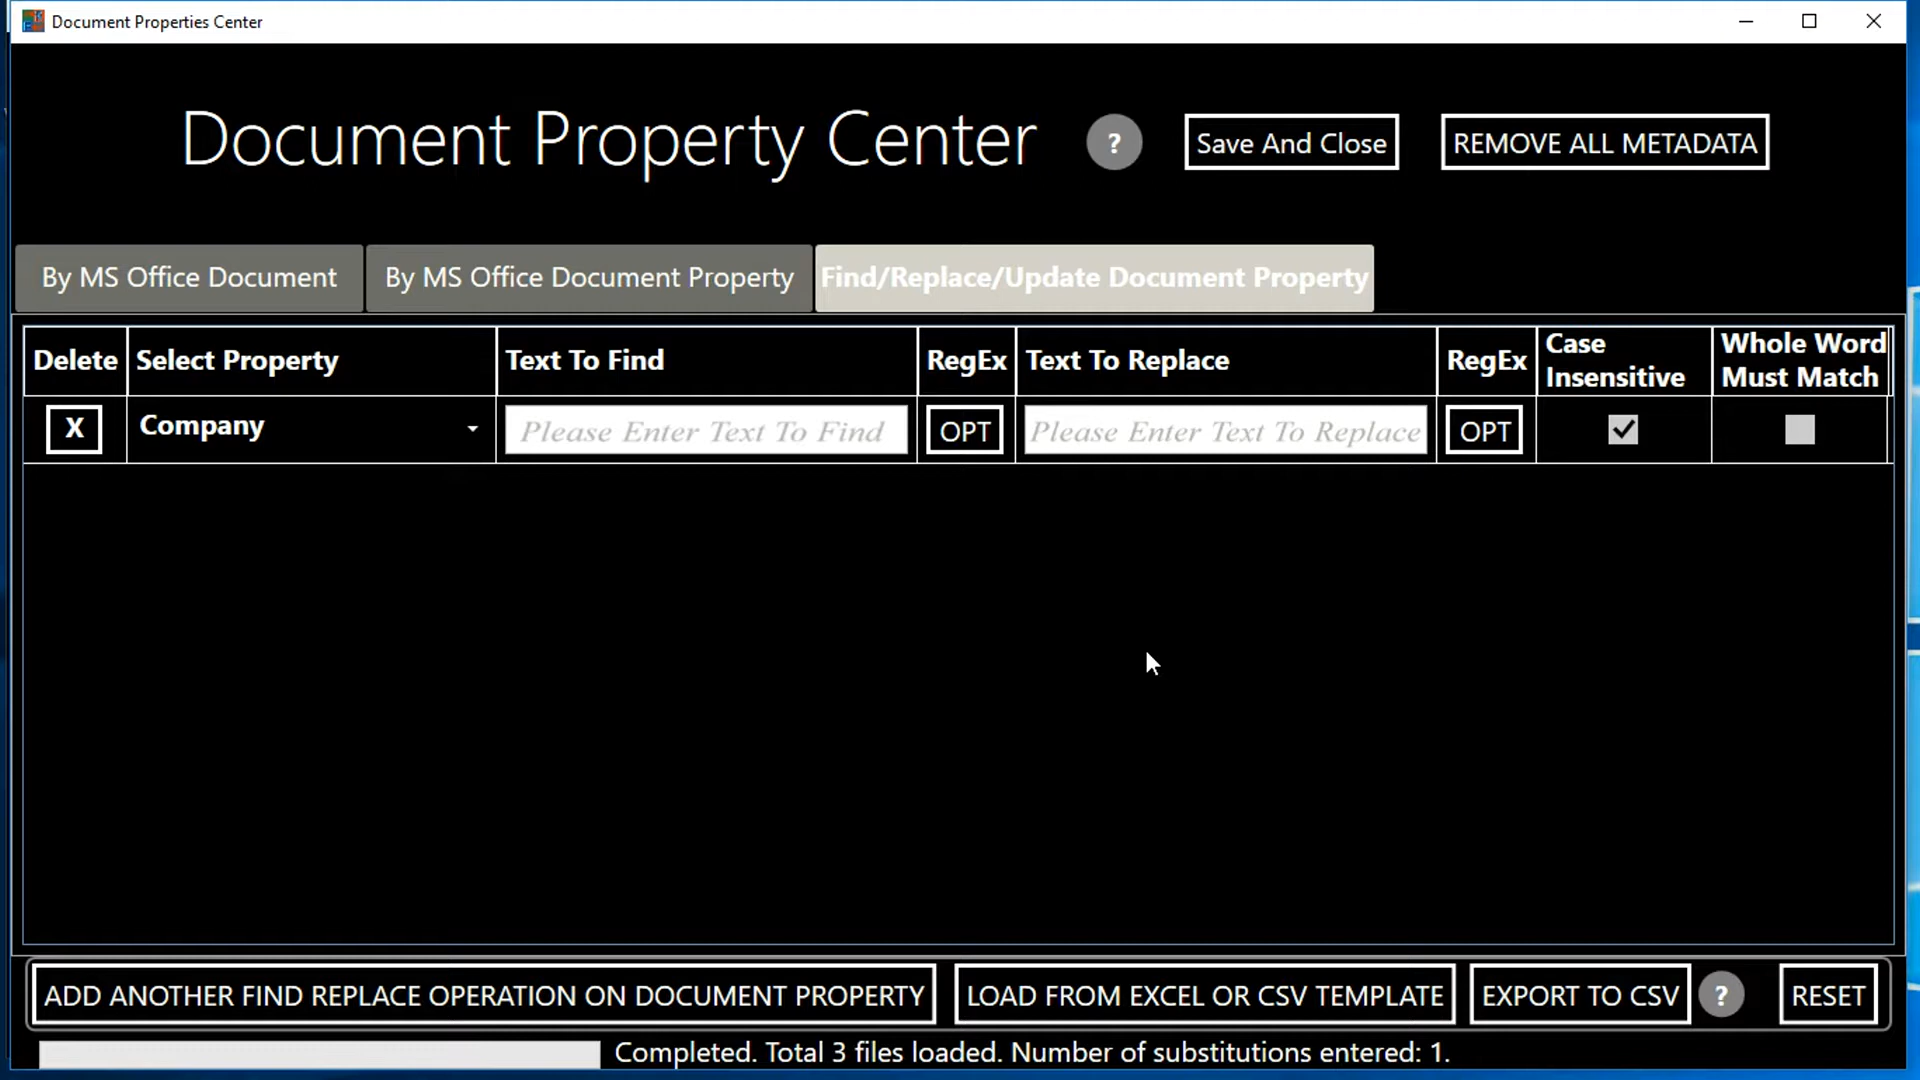 Document Properties Center
Document Property Center
?
Save And Close
REMOVE ALL METADATA
By MS Office Document
By MS Office Document Property
Find/Replace/Update Document Property
Delete
Select Property
Text To Find
RegEx
Text To Replace
RegEx
Case
Insensitive
Whole Word
Must Match
X
Company
Please Enter Text To Find
OPT
Please Enter Text To Replace
OPT
ADD ANOTHER FIND REPLACE OPERATION ON DOCUMENT PROPERTY
LOAD FROM EXCEL OR CSV TEMPLATE
EXPORT TO CSV
?
RESET
Completed. Total 3 files loaded. Number of substitutions entered: 1.